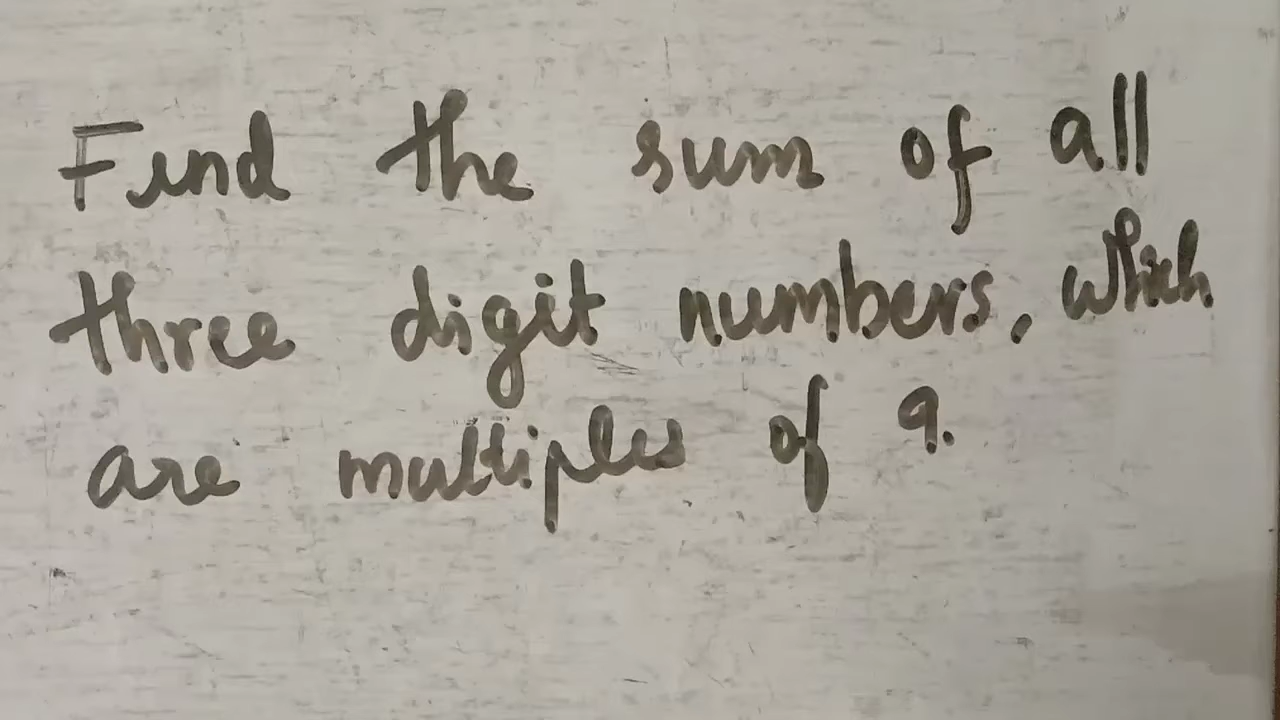 Find the sum of all
three digit numbers, which
are multiples of 9.